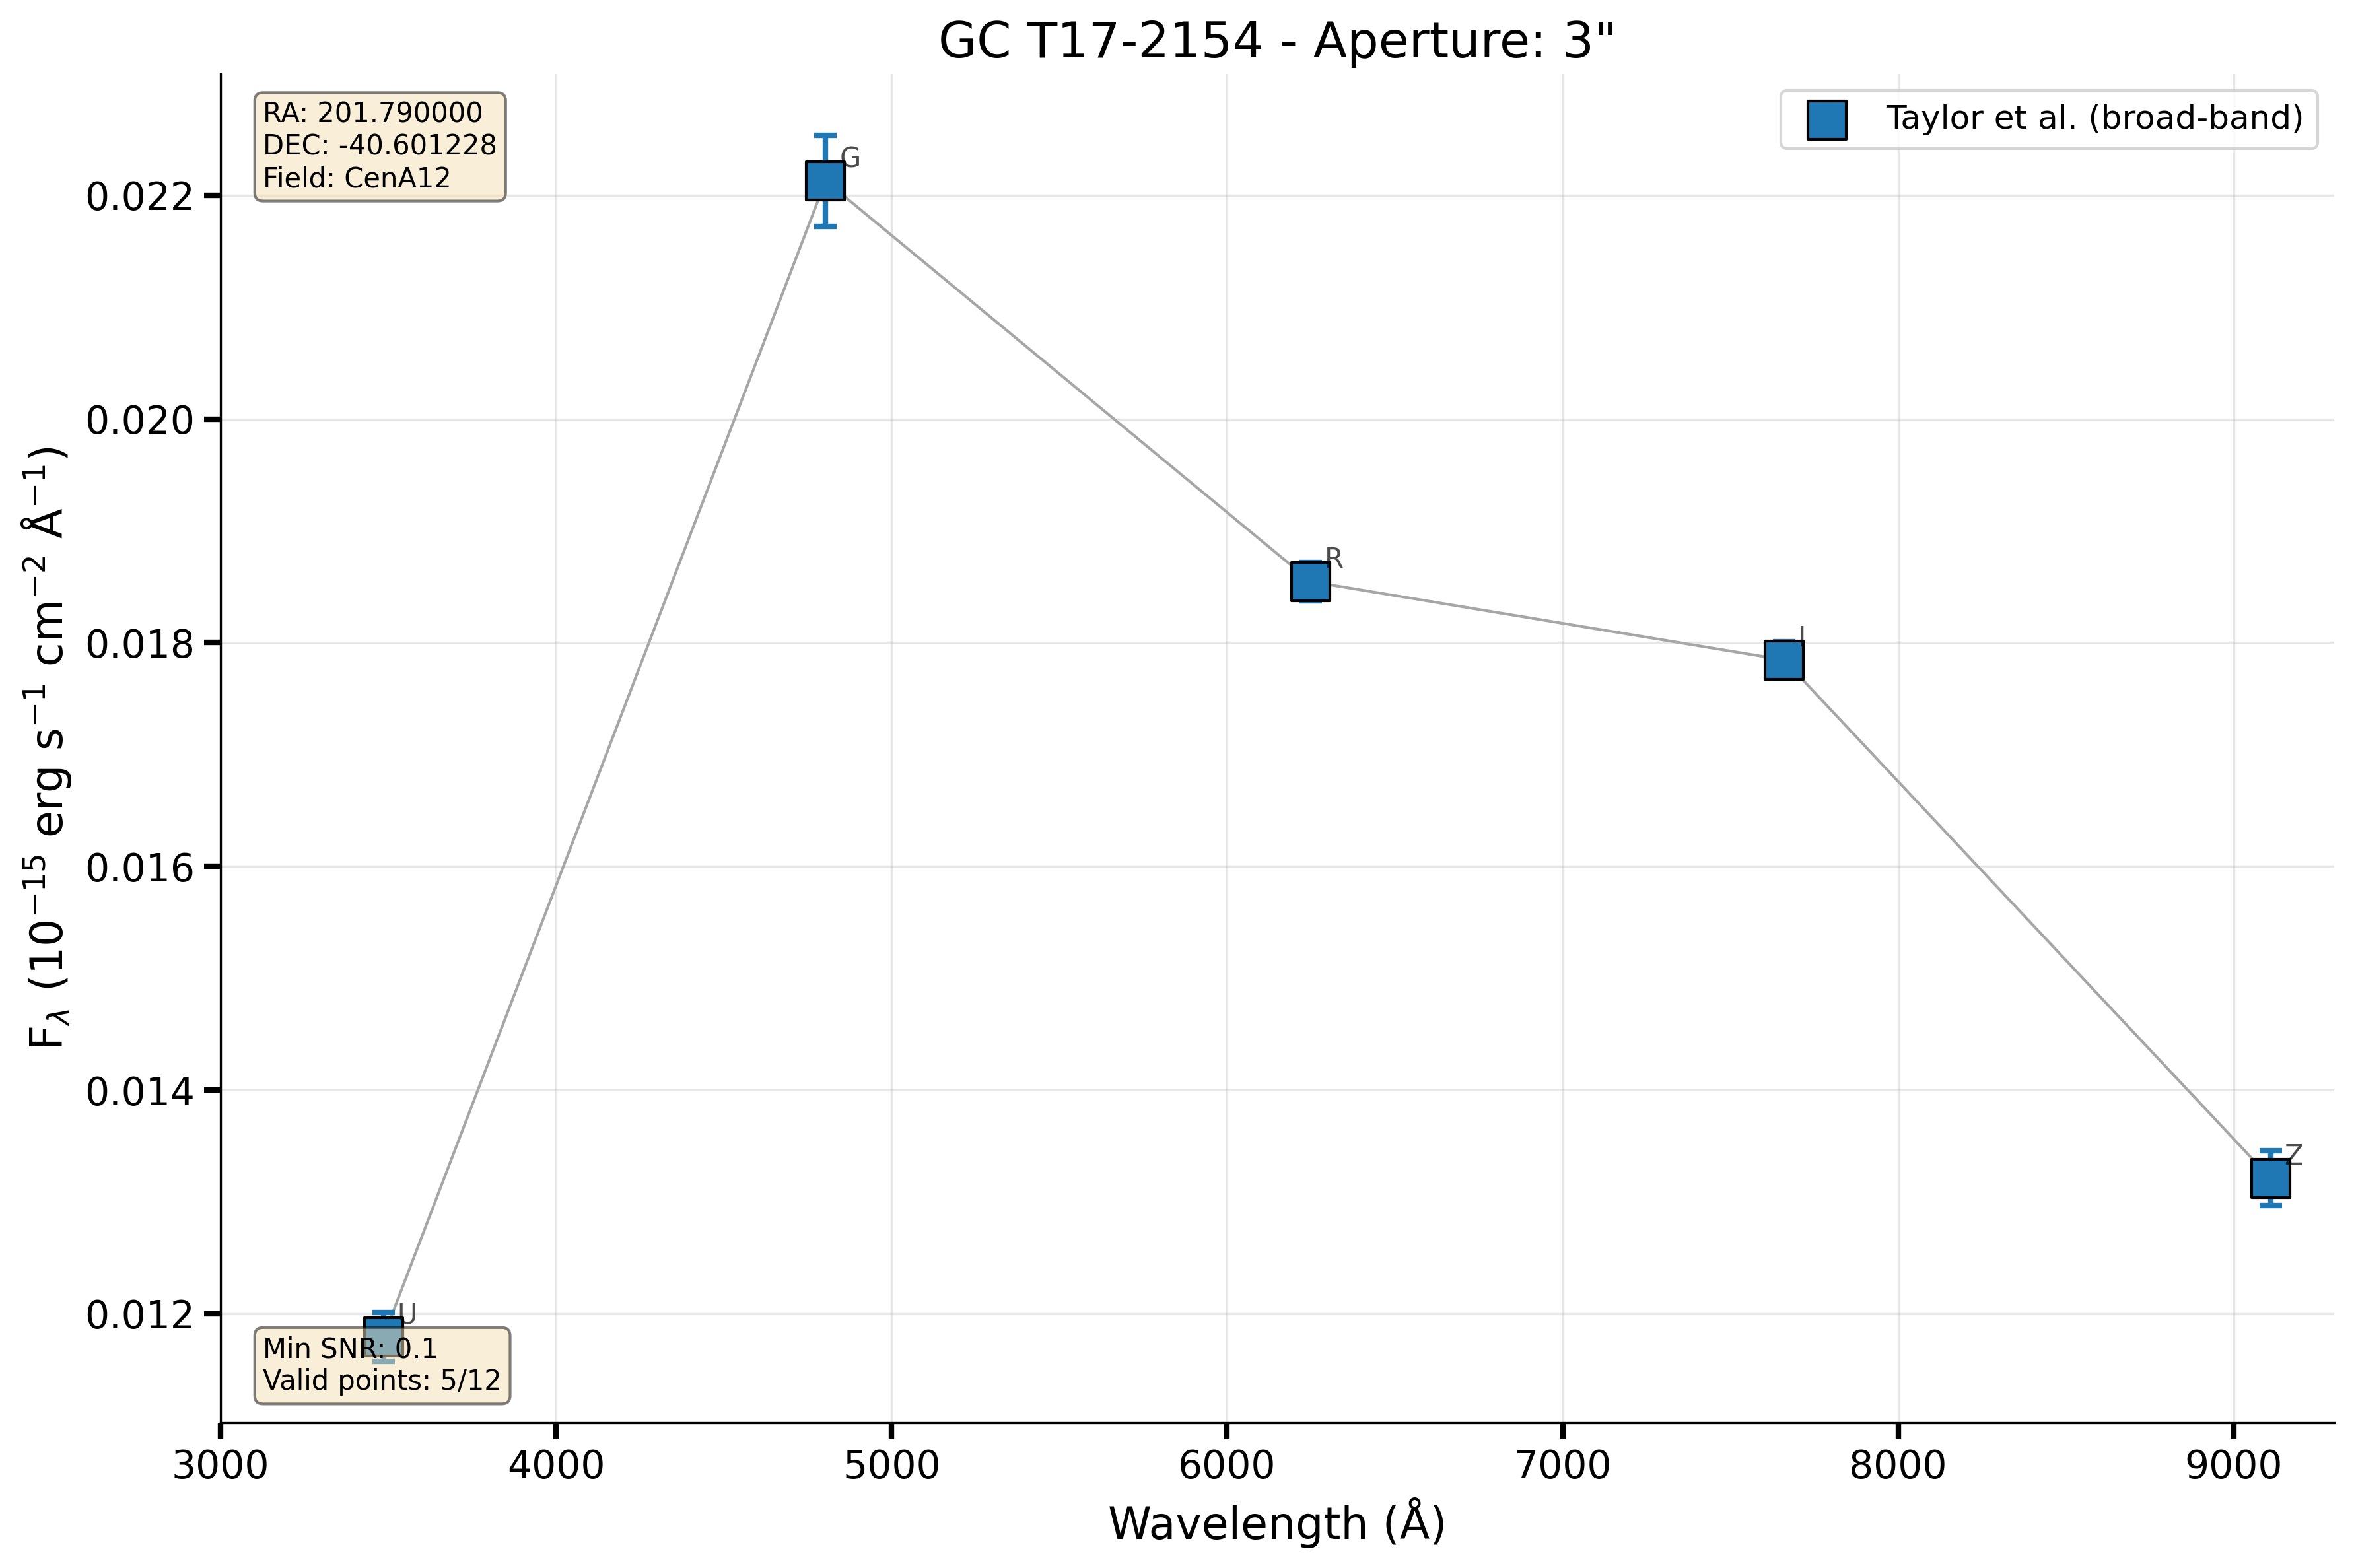 GC T17-2154 - Aperture: 3"
RA: 201.790000
DEC: -40.601228
Field: CenA12
Taylor et al. (broad-band)
G
R
I
Z
U
Min SNR: 0.1
Valid points: 5/12
0.022
0.020
0.018
0.016
0.014
0.012
F_λ (10⁻¹⁵ erg s⁻¹ cm⁻² Å⁻¹)
3000 4000 5000 6000 7000 8000 9000
Wavelength (Å)